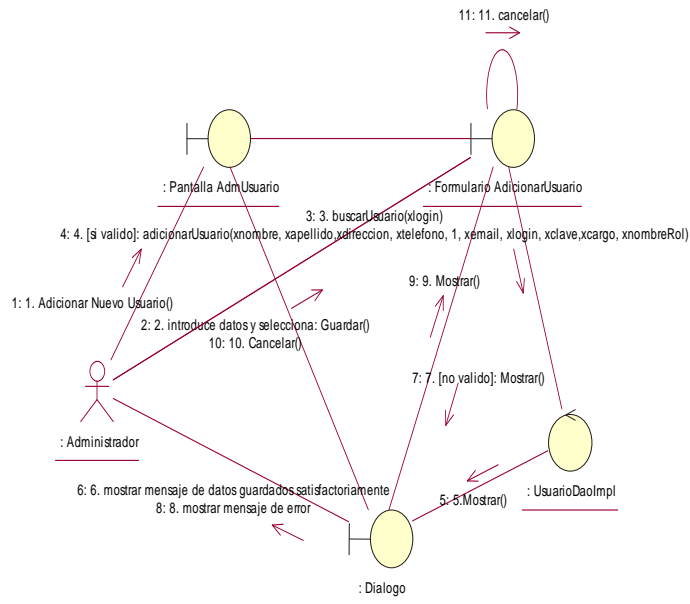 11: 11. cancelar()
: Pantalla AdmUsuario
: Formulario AdicionarUsuario
3: 3. buscarUsuario(xlogin)
4: 4. [si valido]: adicionarUsuario(xnombre, xapellido,xdireccion, xtelefono, 1, xemail, xlogin, xclave,xcargo, xnombreRol)
9: 9. Mostrar()
1: 1. Adicionar Nuevo Usuario()
2: 2. introduce datos y selecciona: Guardar()
10: 10. Cancelar()
7: 7. [no valido]: Mostrar()
: Administrador
6: 6. mostrar mensaje de datos guardados satisfactoriamente
8: 8. mostrar mensaje de error
5: 5.Mostrar()
: UsuarioDaoImpl
: Dialogo